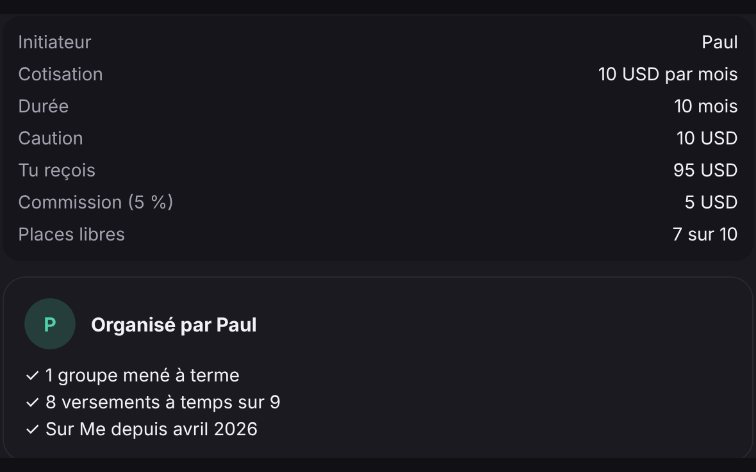 Initiateur Paul
Cotisation 10 USD par mois
Durée 10 mois
Caution 10 USD
Tu reçois 95 USD
Commission (5 %) 5 USD
Places libres 7 sur 10
P Organisé par Paul
✓ 1 groupe mené à terme
✓ 8 versements à temps sur 9
✓ Sur Me depuis avril 2026